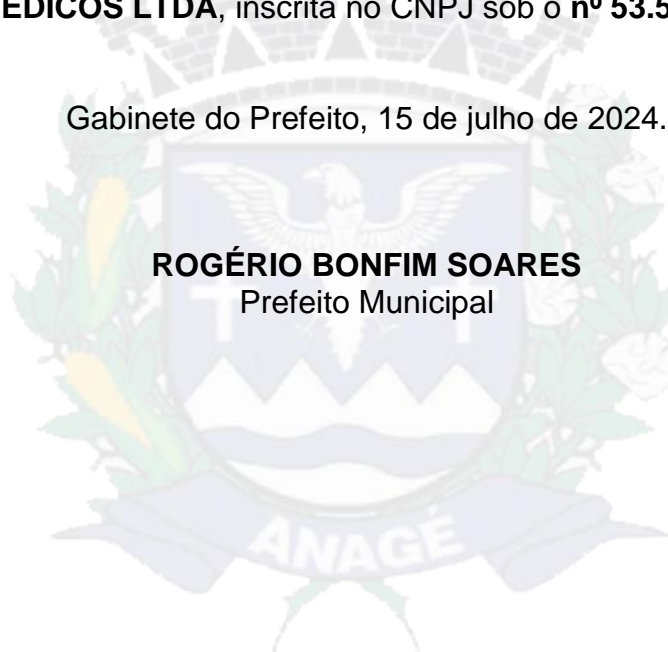 EDICOS LTDA, inscrita no CNPJ sob o nº 53.5
Gabinete do Prefeito, 15 de julho de 2024.
ROGÉRIO BONFIM SOARES
Prefeito Municipal
T T
ANAGÉ